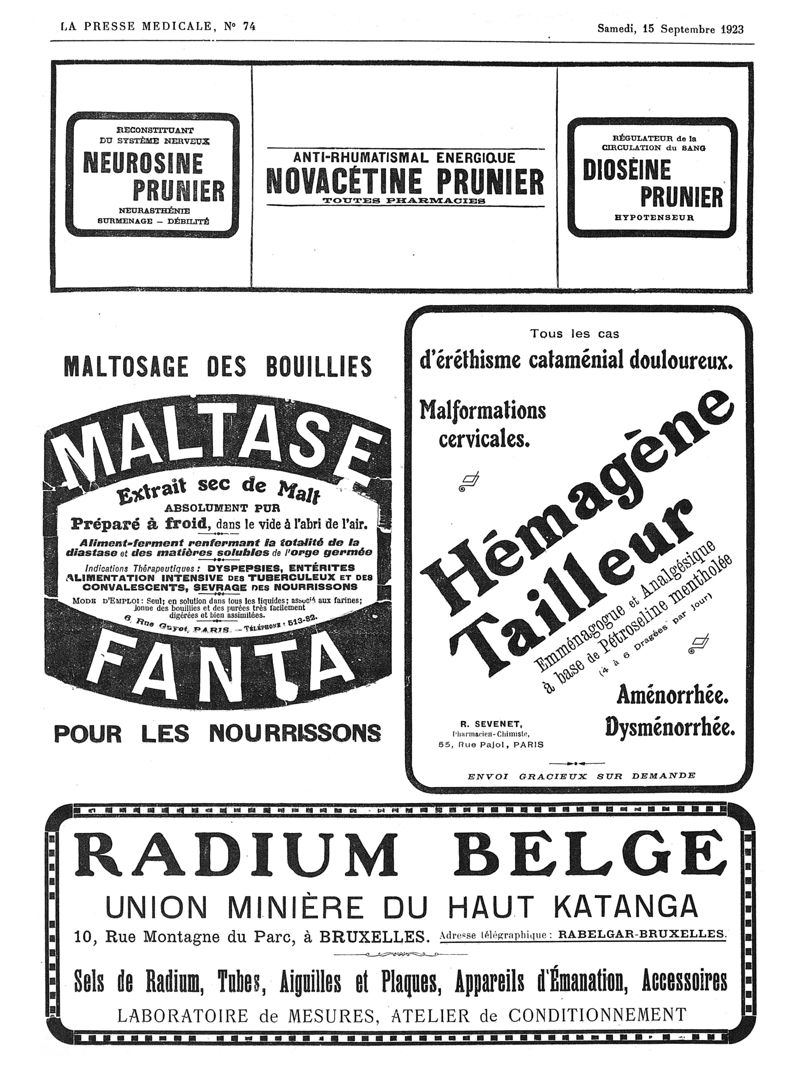 LA PRESSE MEDICALE, Nº 74
Samedi, 15 Septembre 1923
RECONSTITUANT
DU SYSTÈME NERVEUX
NEUROSINE
PRUNIER
NEURASTHÉNIE
SURMENAGE — DÉBILITÉ
ANTI-RHUMATISMAL ENERGIQUE
NOVACÉTINE PRUNIER
TOUTES PHARMACIES
RÉGULATEUR de la
CIRCULATION du SANG
DIOSÉINE
PRUNIER
HYPOTENSEUR
MALTOSAGE DES BOUILLIES
MALTASE
Extrait sec de Malt
ABSOLUMENT PUR
Préparé à froid, dans le vide à l'abri de l'air.
Aliment-ferment renfermant la totalité de la
diastase et des matières solubles de l'orge germée
Indications Thérapeutiques : DYSPEPSIES, ENTÉRITES
ALIMENTATION INTENSIVE DES TUBERCULEUX ET DES
CONVALESCENTS, SEVRAGE DES NOURRISSONS
MODE D'EMPLOI: Seul: en solution dans tous les liquides; associé aux farines;
donne des bouillies et des purées très facilement
digérées et bien assimilées.
6, Rue Guyot, PARIS. — TÉLÉPHONE: 513-82.
FANTA
POUR LES NOURRISSONS
Tous les cas
d'éréthisme cataménial douloureux.
Malformations
cervicales.
Hémagène
Tailleur
Emménagogue et Analgésique
à base de Pétroseline mentholée
(4 à 6 Dragées par jour)
Aménorrhée.
Dysménorrhée.
R. SEVENET,
Pharmacien-Chimiste,
55, Rue Pajol, PARIS
ENVOI GRACIEUX SUR DEMANDE
RADIUM BELGE
UNION MINIÈRE DU HAUT KATANGA
10, Rue Montagne du Parc, à BRUXELLES. Adresse télégraphique : RABELGAR-BRUXELLES.
Sels de Radium, Tubes, Aiguilles et Plaques, Appareils d'Émanation, Accessoires
LABORATOIRE de MESURES, ATELIER de CONDITIONNEMENT